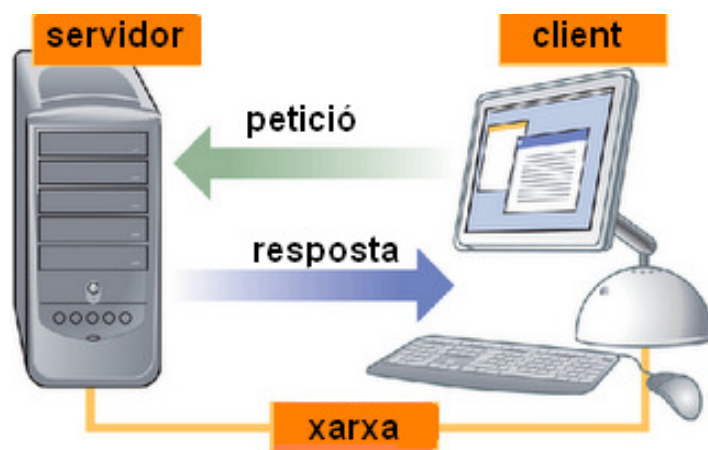 servidor
client
petició
resposta
xarxa